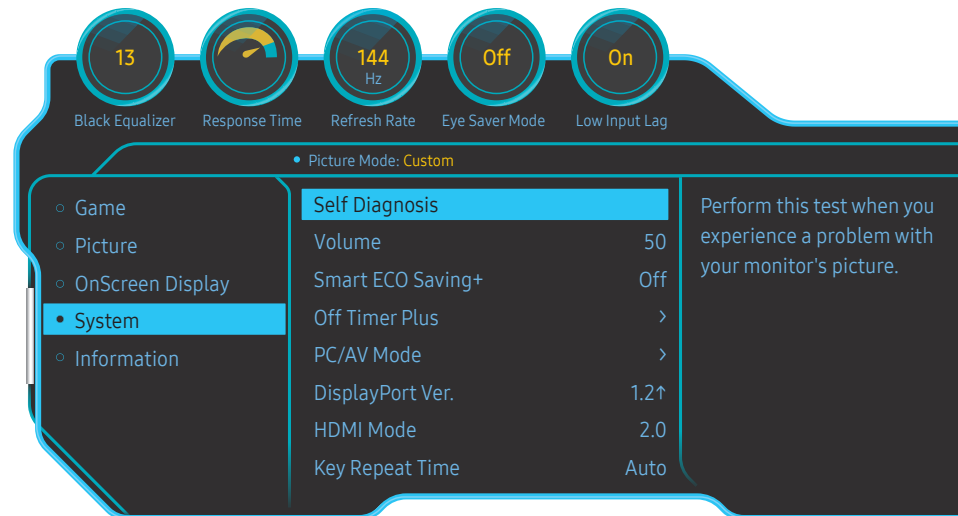 13
144
Hz
Off
On
Black Equalizer
Response Time
Refresh Rate
Eye Saver Mode
Low Input Lag
Picture Mode: Custom
Game
Picture
OnScreen Display
System
Information
Self Diagnosis
Volume 50
Smart ECO Saving+ Off
Off Timer Plus >
PC/AV Mode >
DisplayPort Ver. 1.2↑
HDMI Mode 2.0
Key Repeat Time Auto
Perform this test when you
experience a problem with
your monitor's picture.